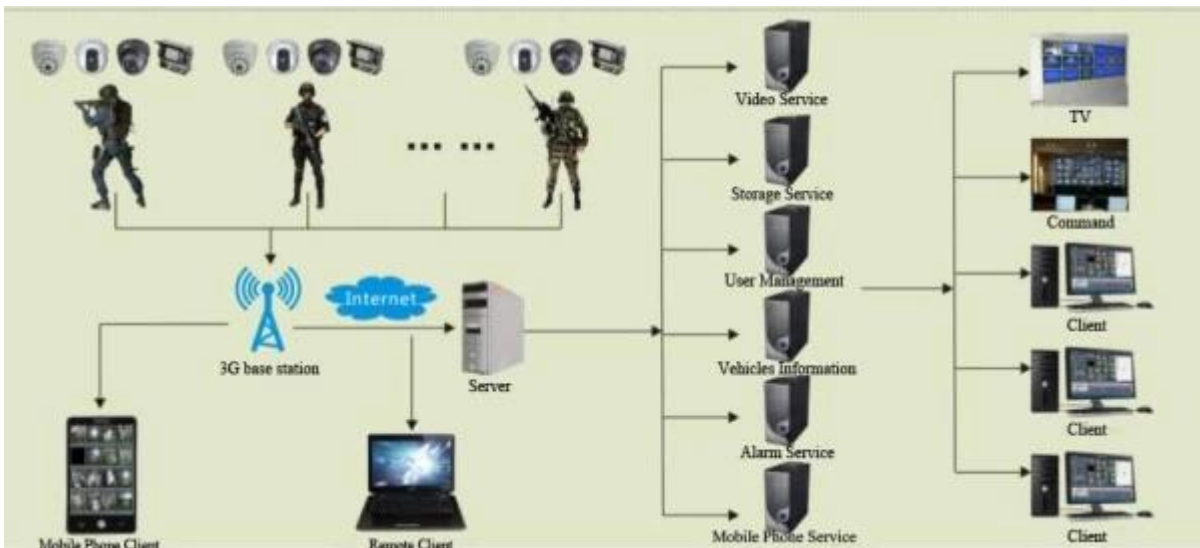 Video Service
TV
Storage Service
Command
User Management
Internet
3G base station
Server
Client
Vehicles Information
Client
Alarm Service
Mobile Phone Client
Remote Client
Mobile Phone Service
Client